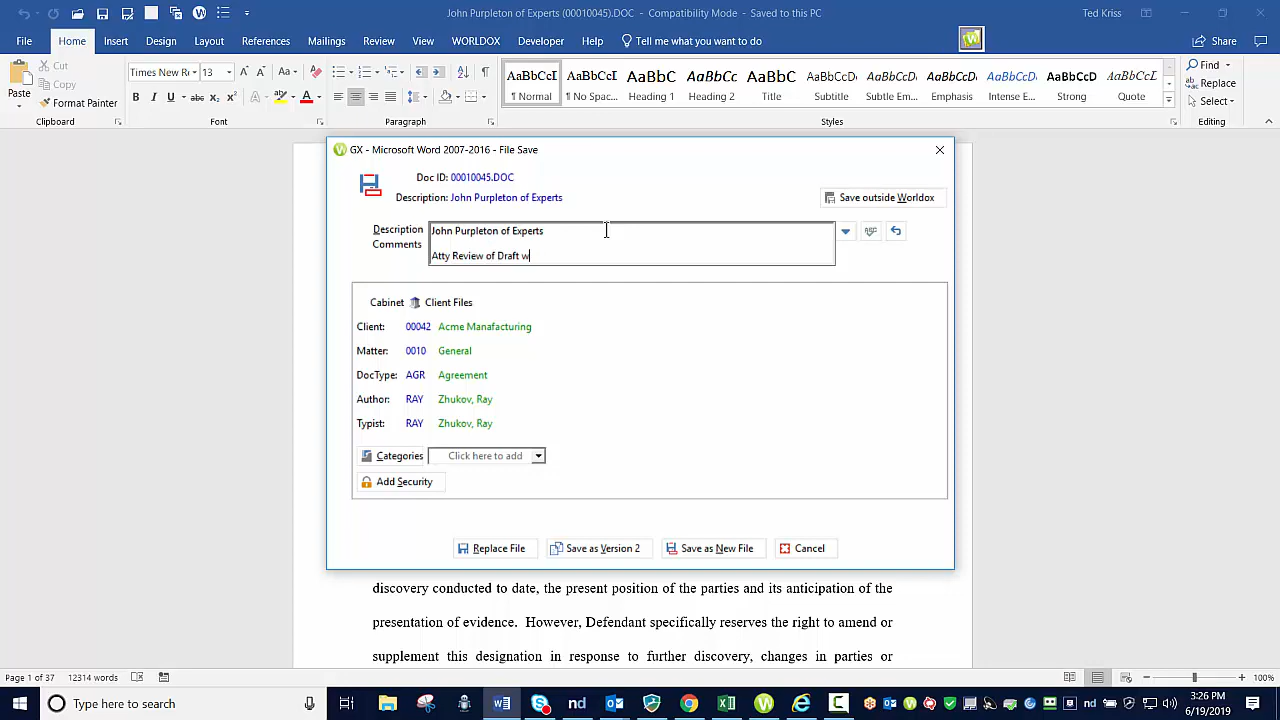 John Purpleton of Experts (00010045).DOC - Compatibility Mode - Saved to this PC
Ted Kriss
File Home Insert Design Layout References Mailings Review View WORLDOX Developer Help Tell me what you want to do Share
Paste
Cut
Copy
Format Painter
Times New R 13
AaBbCcI
¶ Normal
AaBbCcI
¶ No Spac...
AaBbC
Heading 1
AaBbCc
Heading 2
AaBbC
Title
AaBbCcDd
Subtitle
AaBbCcDd
Subtle Em...
AaBbCcDd
Emphasis
AaBbCcDd
Intense E...
AaBbCcDd
Strong
AaBbCcDd
Quote
Find
Replace
Select
Clipboard Font Paragraph Styles Editing
GX - Microsoft Word 2007-2016 - File Save
Doc ID: 00010045.DOC
Description: John Purpleton of Experts
Save outside Worldox
Description John Purpleton of Experts
Comments
Atty Review of Draft w
Cabinet Client Files
Client: 00042 Acme Manafacturing
Matter: 0010 General
DocType: AGR Agreement
Author: RAY Zhukov, Ray
Typist: RAY Zhukov, Ray
Categories Click here to add
Add Security
Replace File Save as Version 2 Save as New File Cancel
discovery conducted to date, the present position of the parties and its anticipation of the
presentation of evidence. However, Defendant specifically reserves the right to amend or
supplement this designation in response to further discovery, changes in parties or
Page 1 of 37 12314 words 100%
Type here to search
nd
3:26 PM
6/19/2019